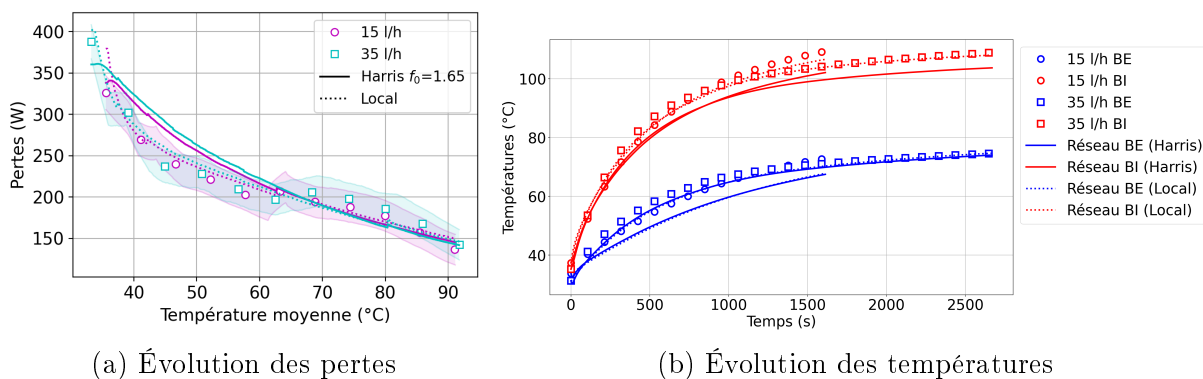 400
350
300
250
200
150
Pertes (W)
15 l/h
35 l/h
Harris f₀=1.65
Local
40 50 60 70 80 90
Température moyenne (°C)
(a) Évolution des pertes
100
80
60
40
Températures (°C)
0 500 1000 1500 2000 2500
Temps (s)
15 l/h BE
15 l/h BI
35 l/h BE
35 l/h BI
Réseau BE (Harris)
Réseau BI (Harris)
Réseau BE (Local)
Réseau BI (Local)
(b) Évolution des températures